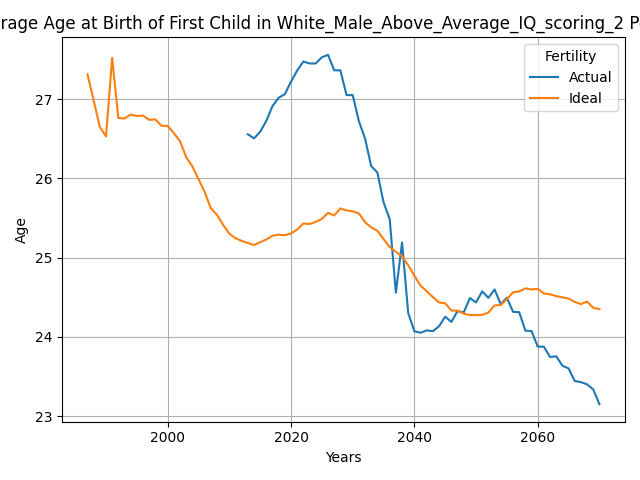 rage Age at Birth of First Child in White_Male_Above_Average_IQ_scoring_2 P
Fertility
Actual
Ideal
Age
27
26
25
24
23
2000 2020 2040 2060
Years